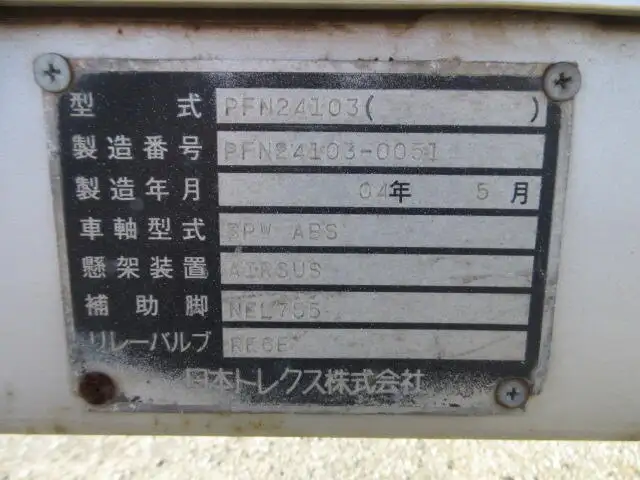 型式 PFN24103( )
製造番号 PFN24103-0051
製造年月 04年 5月
車軸型式 BPW ABS
懸架装置 AIRSUS
補助脚 NEL755
リレーバルブ RE6E
日本トレクス株式会社